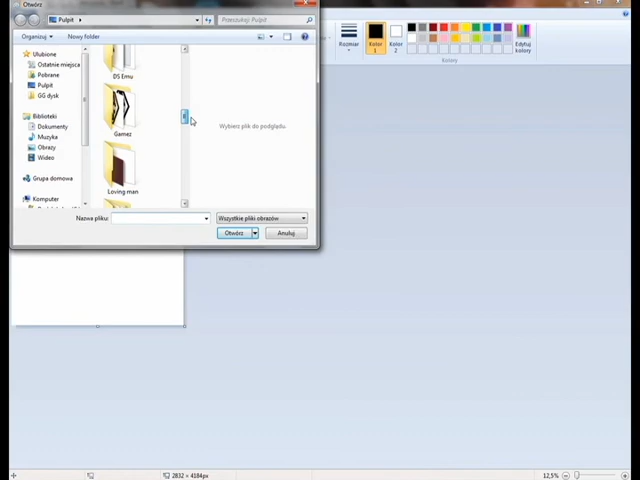 Otwórz
Pulpit
Przeszukaj: Pulpit
Organizuj
Nowy folder
Ulubione
Ostatnie miejsca
Pobrane
Pulpit
GG dysk
Biblioteki
Dokumenty
Muzyka
Obrazy
Wideo
Grupa domowa
Komputer
DS Emu
Gamez
Loving man
Wybierz plik do podglądu.
Nazwa pliku:
Wszystkie pliki obrazów
Otwórz
Anuluj
Rozmiar
Kolor
1
Kolor
2
Edytuj
kolory
Kolory
2832 × 4184px
12,5%